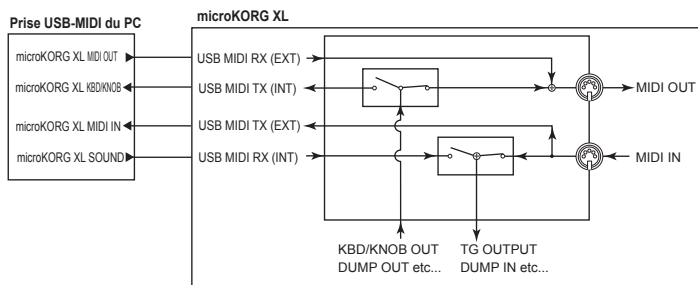 Prise USB-MIDI du PC
microKORG XL
microKORG XL MIDI OUT
USB MIDI RX (EXT)
microKORG XL KBD/KNOB
USB MIDI TX (INT)
MIDI OUT
microKORG XL MIDI IN
USB MIDI TX (EXT)
microKORG XL SOUND
USB MIDI RX (INT)
MIDI IN
KBD/KNOB OUT
DUMP OUT etc...
TG OUTPUT
DUMP IN etc...